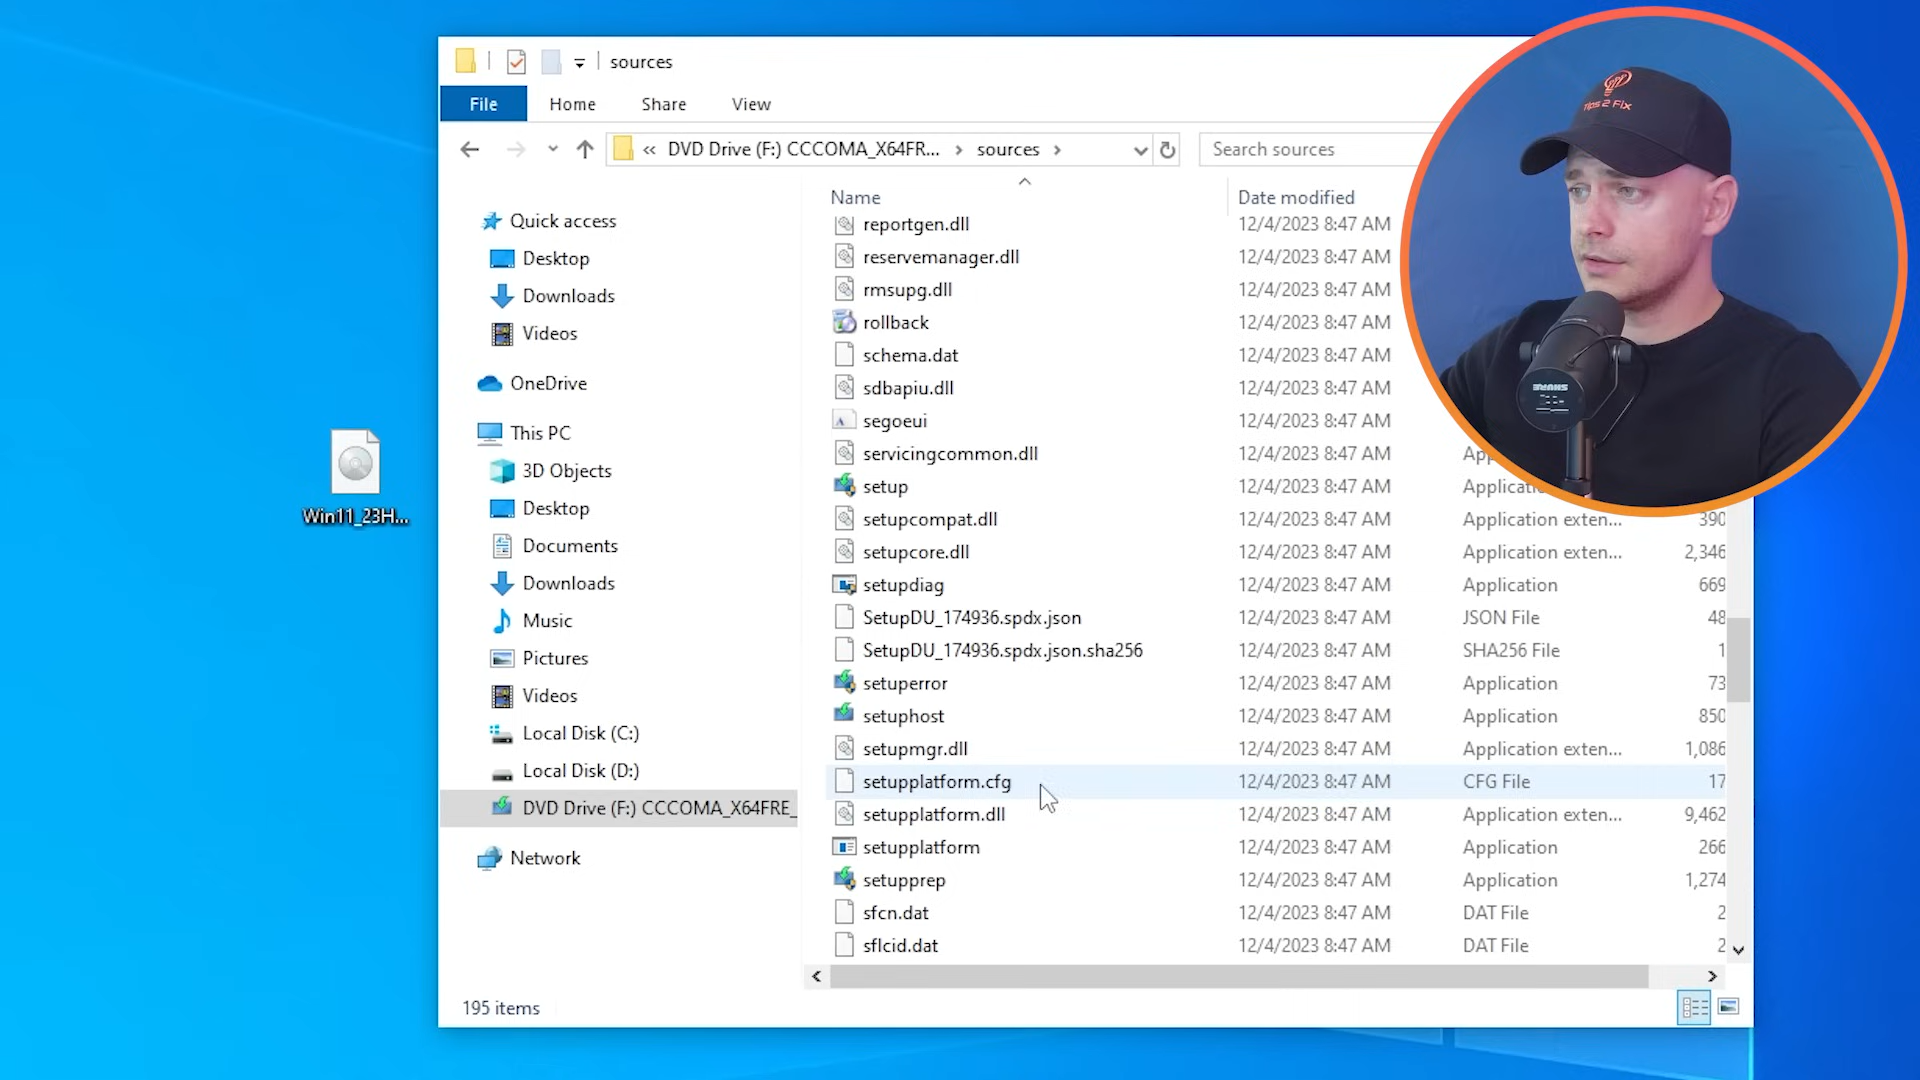 sources
File Home Share View
« DVD Drive (F:) CCCOMA_X64FR... > sources >
Search sources
Name Date modified
Quick access
Desktop
Downloads
Videos
OneDrive
This PC
3D Objects
Desktop
Documents
Downloads
Music
Pictures
Videos
Local Disk (C:)
Local Disk (D:)
DVD Drive (F:) CCCOMA_X64FRE_
Network
reportgen.dll 12/4/2023 8:47 AM
reservemanager.dll 12/4/2023 8:47 AM
rmsupg.dll 12/4/2023 8:47 AM
rollback 12/4/2023 8:47 AM
schema.dat 12/4/2023 8:47 AM
sdbapiu.dll 12/4/2023 8:47 AM
segoeui 12/4/2023 8:47 AM
servicingcommon.dll 12/4/2023 8:47 AM
setup 12/4/2023 8:47 AM
setupcompat.dll 12/4/2023 8:47 AM Application exten... 390
setupcore.dll 12/4/2023 8:47 AM Application exten... 2,346
setupdiag 12/4/2023 8:47 AM Application 669
SetupDU_174936.spdx.json 12/4/2023 8:47 AM JSON File 48
SetupDU_174936.spdx.json.sha256 12/4/2023 8:47 AM SHA256 File 1
setuperror 12/4/2023 8:47 AM Application 73
setuphost 12/4/2023 8:47 AM Application 850
setupmgr.dll 12/4/2023 8:47 AM Application exten... 1,086
setupplatform.cfg 12/4/2023 8:47 AM CFG File 17
setupplatform.dll 12/4/2023 8:47 AM Application exten... 9,462
setupplatform 12/4/2023 8:47 AM Application 266
setupprep 12/4/2023 8:47 AM Application 1,274
sfcn.dat 12/4/2023 8:47 AM DAT File 2
sflcid.dat 12/4/2023 8:47 AM DAT File 2
195 items
Win11_23H...
Tips 2 Fix
SHURE